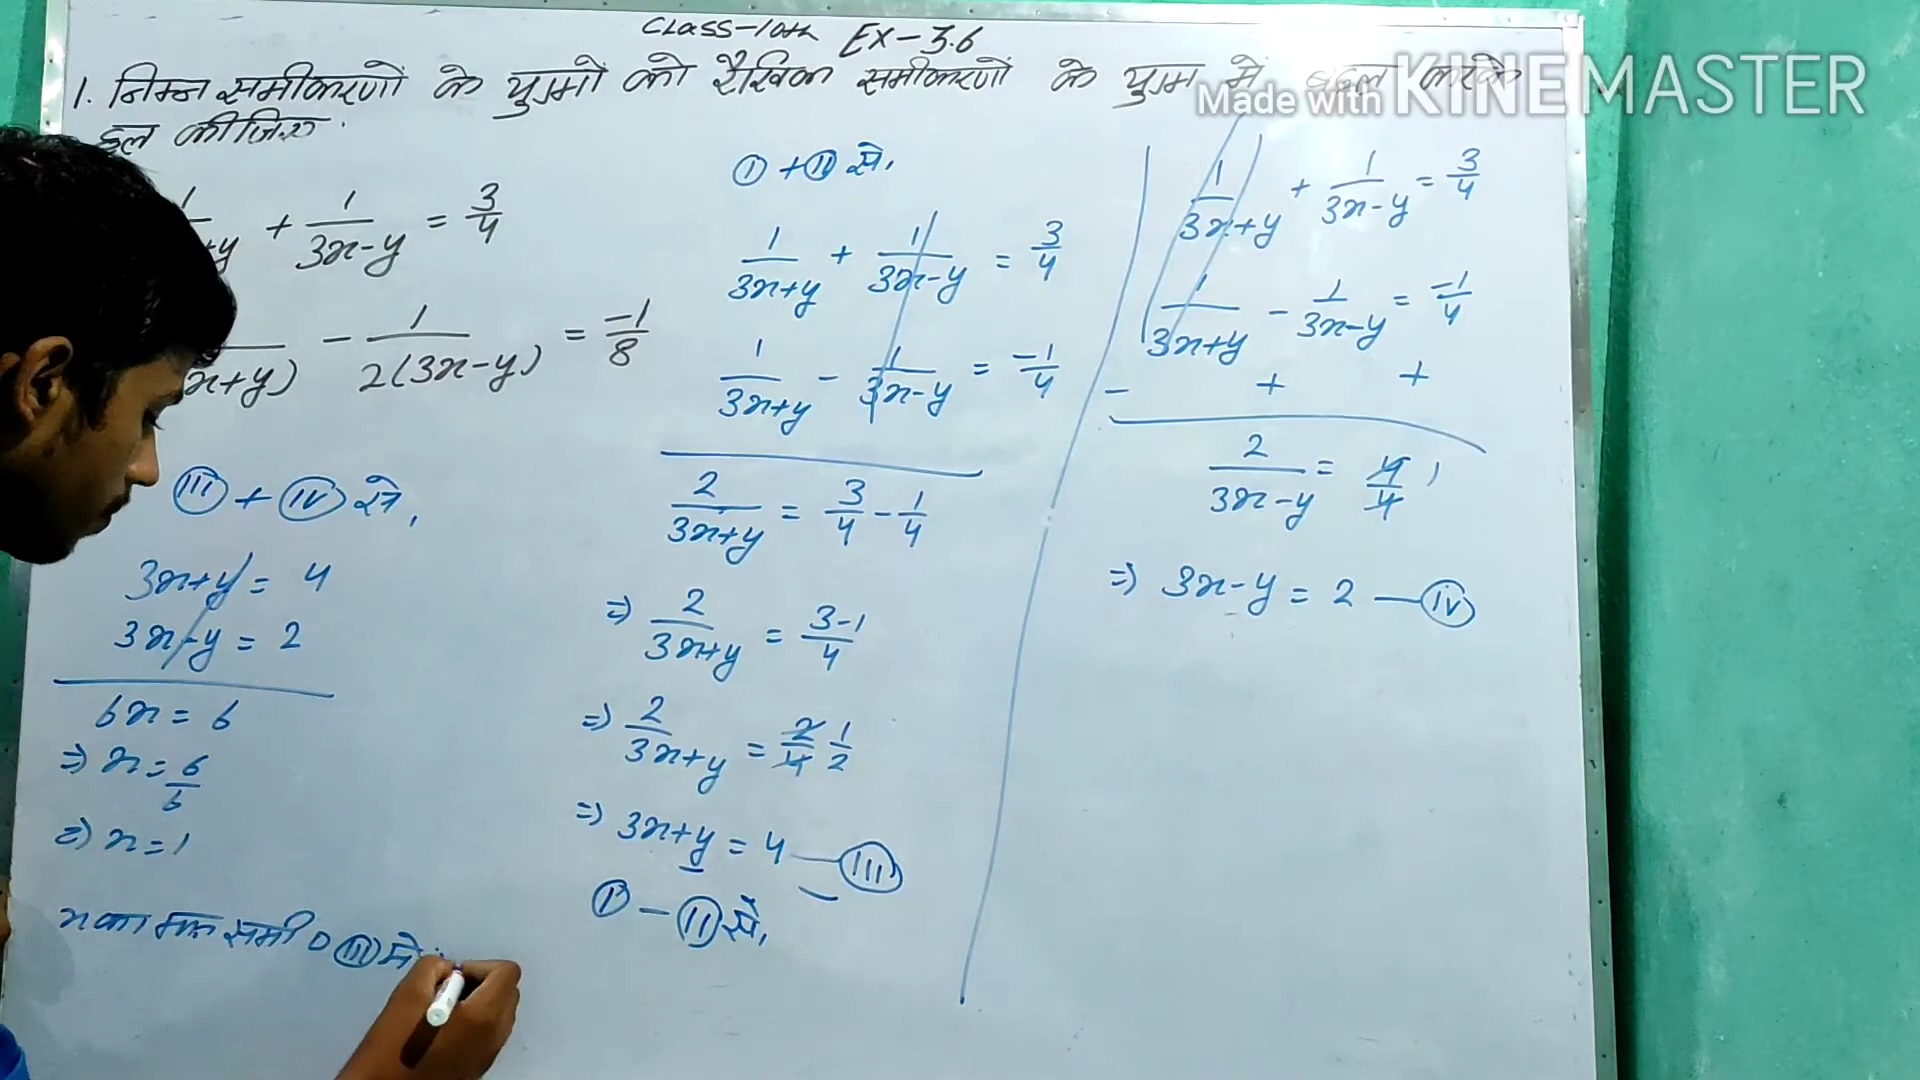 CLASS-10th EX-3.6
1. निम्न समीकरणों के युग्मों को रैखिक समीकरणों के युग्म में बदल करके
Made with KINEMASTER
हल कीजिए.
1/ +y + 1/3x-y = 3/4
x+y) - 1/2(3x-y) = -1/8
III + IV से,
3x+y = 4
3x-y = 2
6x = 6
=> x = 6/6
=> x = 1
x का मान समी० III में
I + II से,
1/3x+y + 1/3x-y = 3/4
1/3x+y - 1/3x-y = -1/4
2/3x+y = 3/4 - 1/4
=> 2/3x+y = 3-1/4
=> 2/3x+y = 2/4 1/2
=> 3x+y = 4 — III
I - II से,
1/3x+y + 1/3x-y = 3/4
1/3x+y - 1/3x-y = -1/4
- + +
2/3x-y = 4/4 1
=> 3x-y = 2 — IV